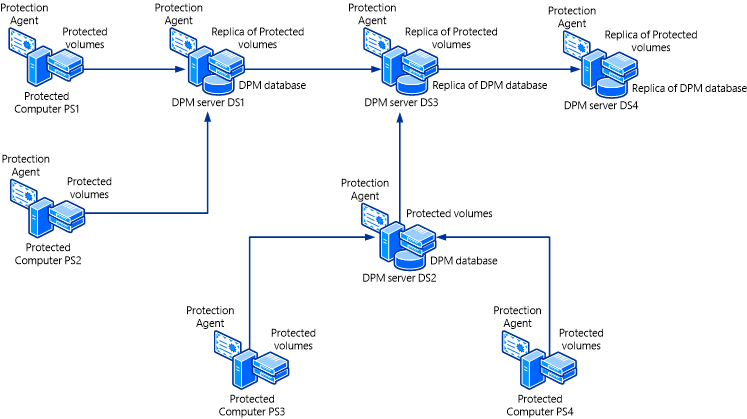 Protection
Agent
Protected
volumes
Protected
Computer PS1
Protection
Agent
Replica of Protected
volumes
DPM database
DPM server DS1
Protection
Agent
Replica of Protected
volumes
Replica of DPM database
DPM server DS3
Protection
Agent
Replica of Protected
volumes
Replica of DPM database
DPM server DS4
Protection
Agent
Protected
volumes
Protected
Computer PS2
Protection
Agent
Protected volumes
DPM database
DPM server DS2
Protection
Agent
Protected
volumes
Protected
Computer PS3
Protection
Agent
Protected
volumes
Protected
Computer PS4